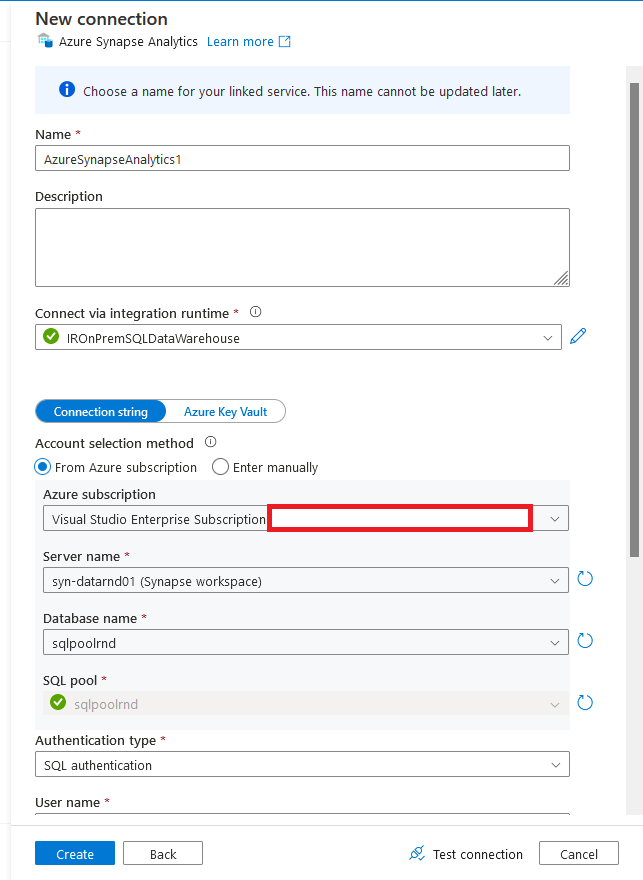 New connection
Azure Synapse Analytics Learn more
Choose a name for your linked service. This name cannot be updated later.
Name *
AzureSynapseAnalytics1
Description
Connect via integration runtime *
IROnPremSQLDataWarehouse
Connection string Azure Key Vault
Account selection method
From Azure subscription Enter manually
Azure subscription
Visual Studio Enterprise Subscription
Server name *
syn-datarnd01 (Synapse workspace)
Database name *
sqlpoolrnd
SQL pool *
sqlpoolrnd
Authentication type *
SQL authentication
User name *
Create Back Test connection Cancel